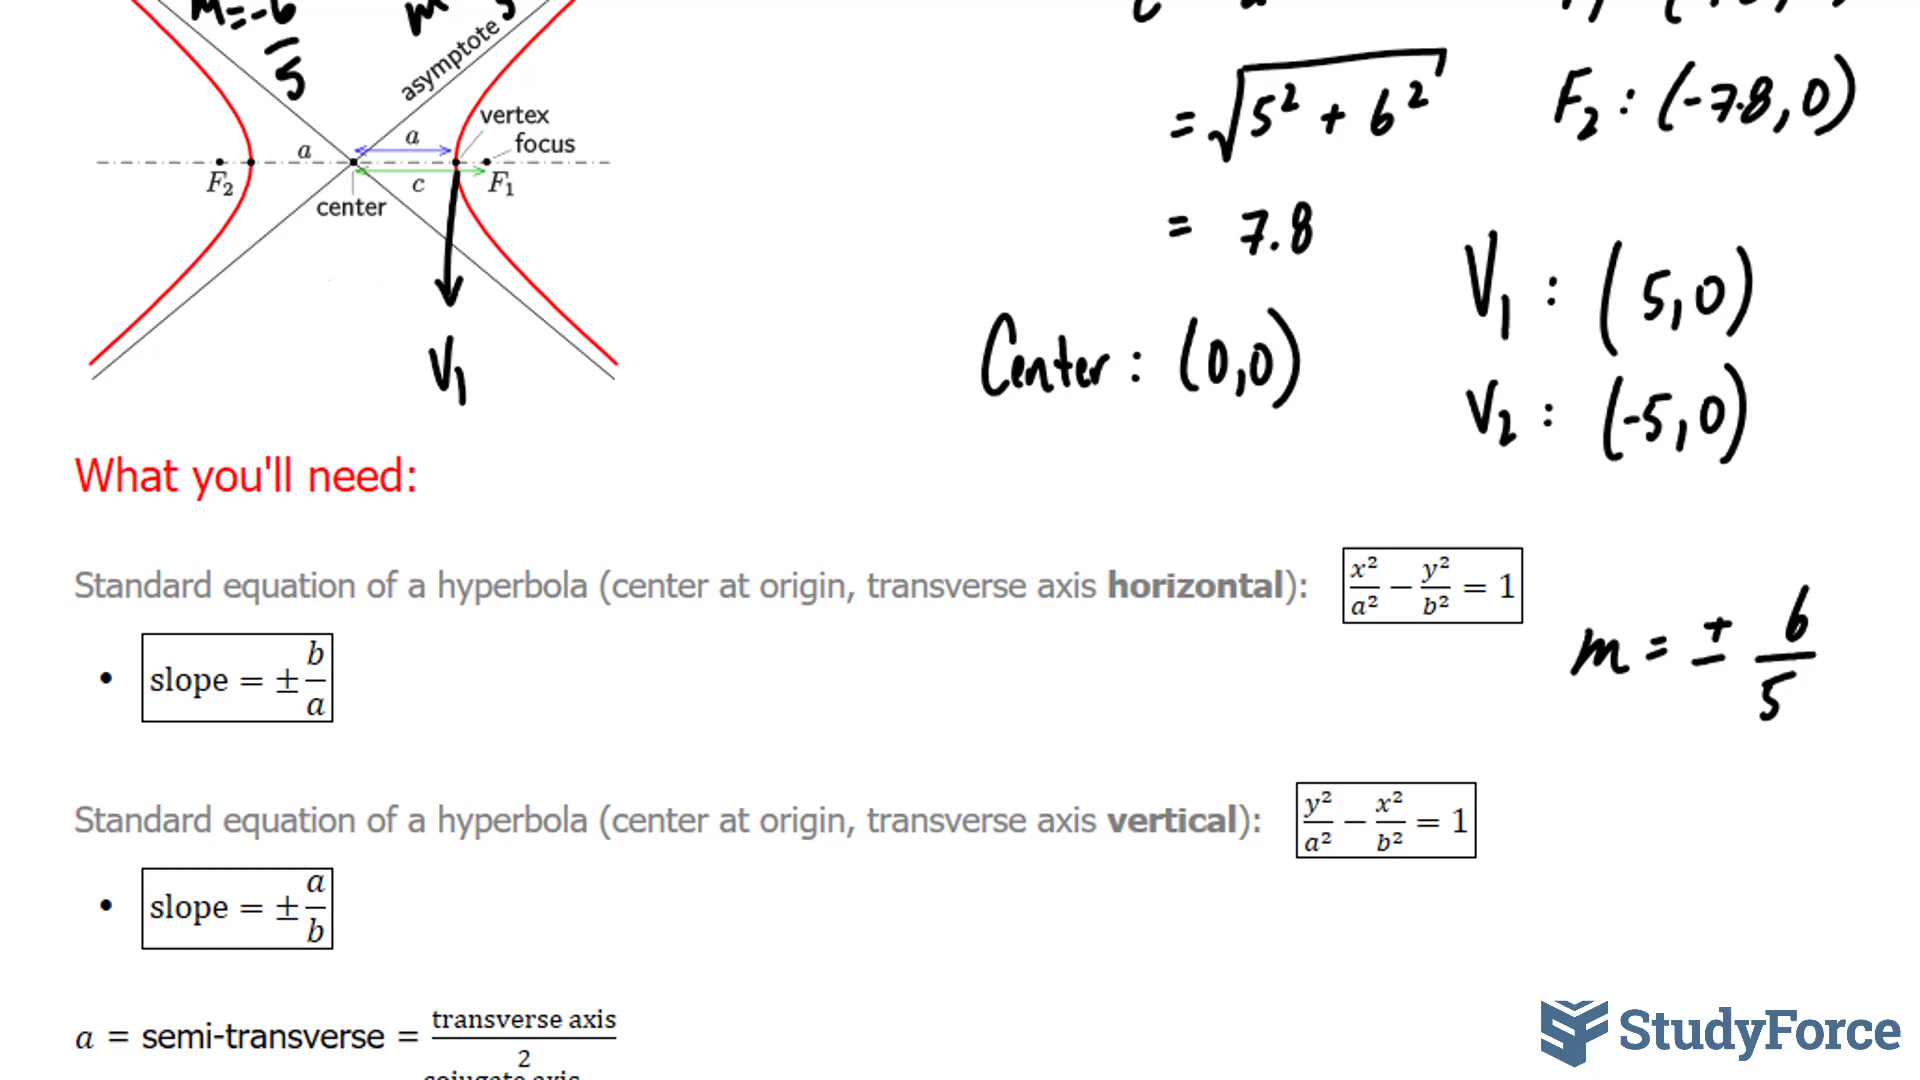 m = -6/5
asymptote
vertex
focus
a
a
c
F₂
F₁
center
V₁
= √(5² + 6²)
= 7.8
F₂ : (-7.8, 0)
V₁ : (5,0)
Center : (0,0)
V₂ : (-5,0)
What you'll need:
Standard equation of a hyperbola (center at origin, transverse axis horizontal): x²/a² − y²/b² = 1
• slope = ± b/a
m = ± 6/5
Standard equation of a hyperbola (center at origin, transverse axis vertical): y²/a² − x²/b² = 1
• slope = ± a/b
a = semi-transverse = transverse axis/2
StudyForce